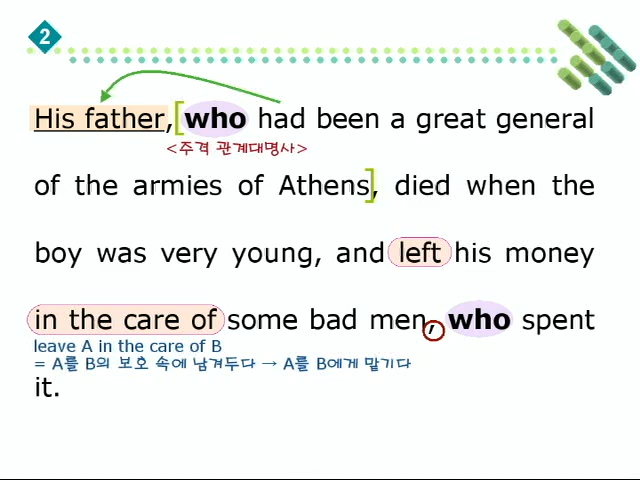 2
His father, who had been a great general
<주격 관계대명사>
of the armies of Athens, died when the
boy was very young, and left his money
in the care of some bad men, who spent
leave A in the care of B
= A를 B의 보호 속에 남겨두다 → A를 B에게 맡기다
it.